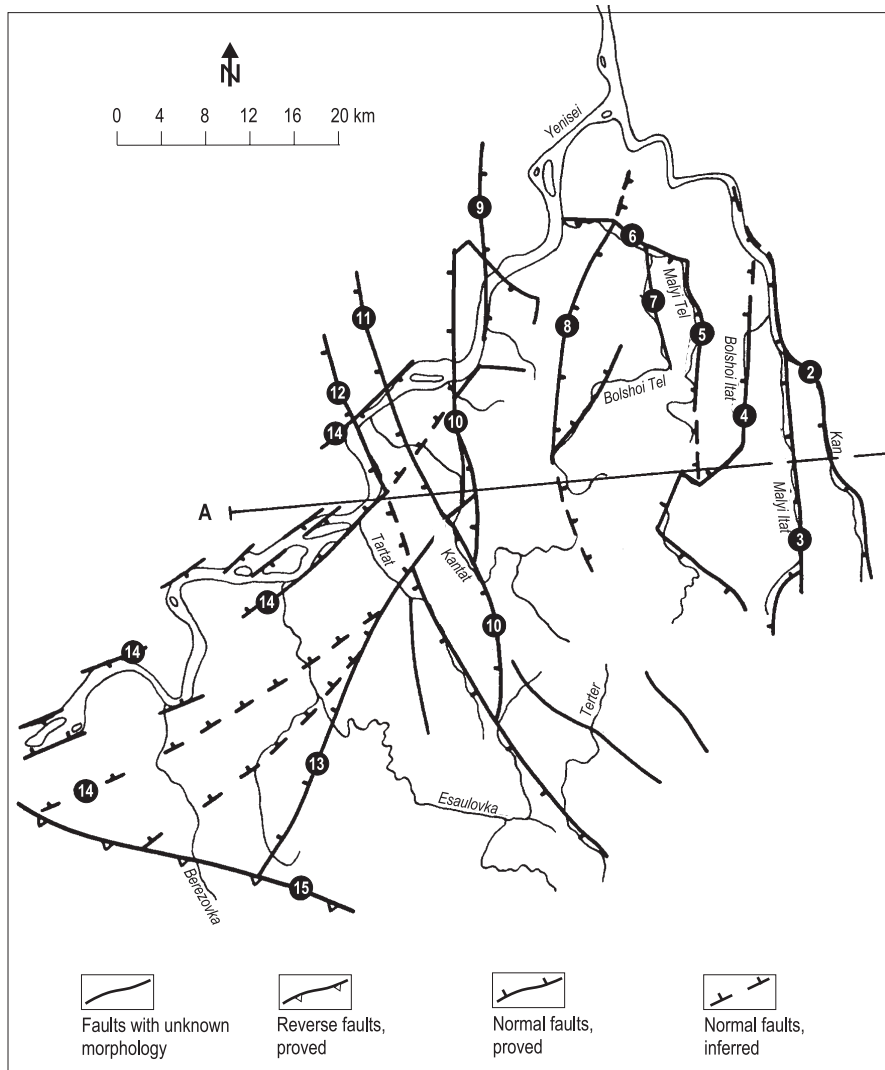 N
0 4 8 12 16 20 km
Yenisei
9
6
Malyi Tel
7
11
8
5
Bolshoi Itat
2
12
Bolshoi Tel
14
10
4
Kan
A
Malyi Itat
3
Tartat
Kantat
14
10
14
Terter
13
14
Esaulovka
15
Berezovka
Faults with unknown
morphology
Reverse faults,
proved
Normal faults,
proved
Normal faults,
inferred